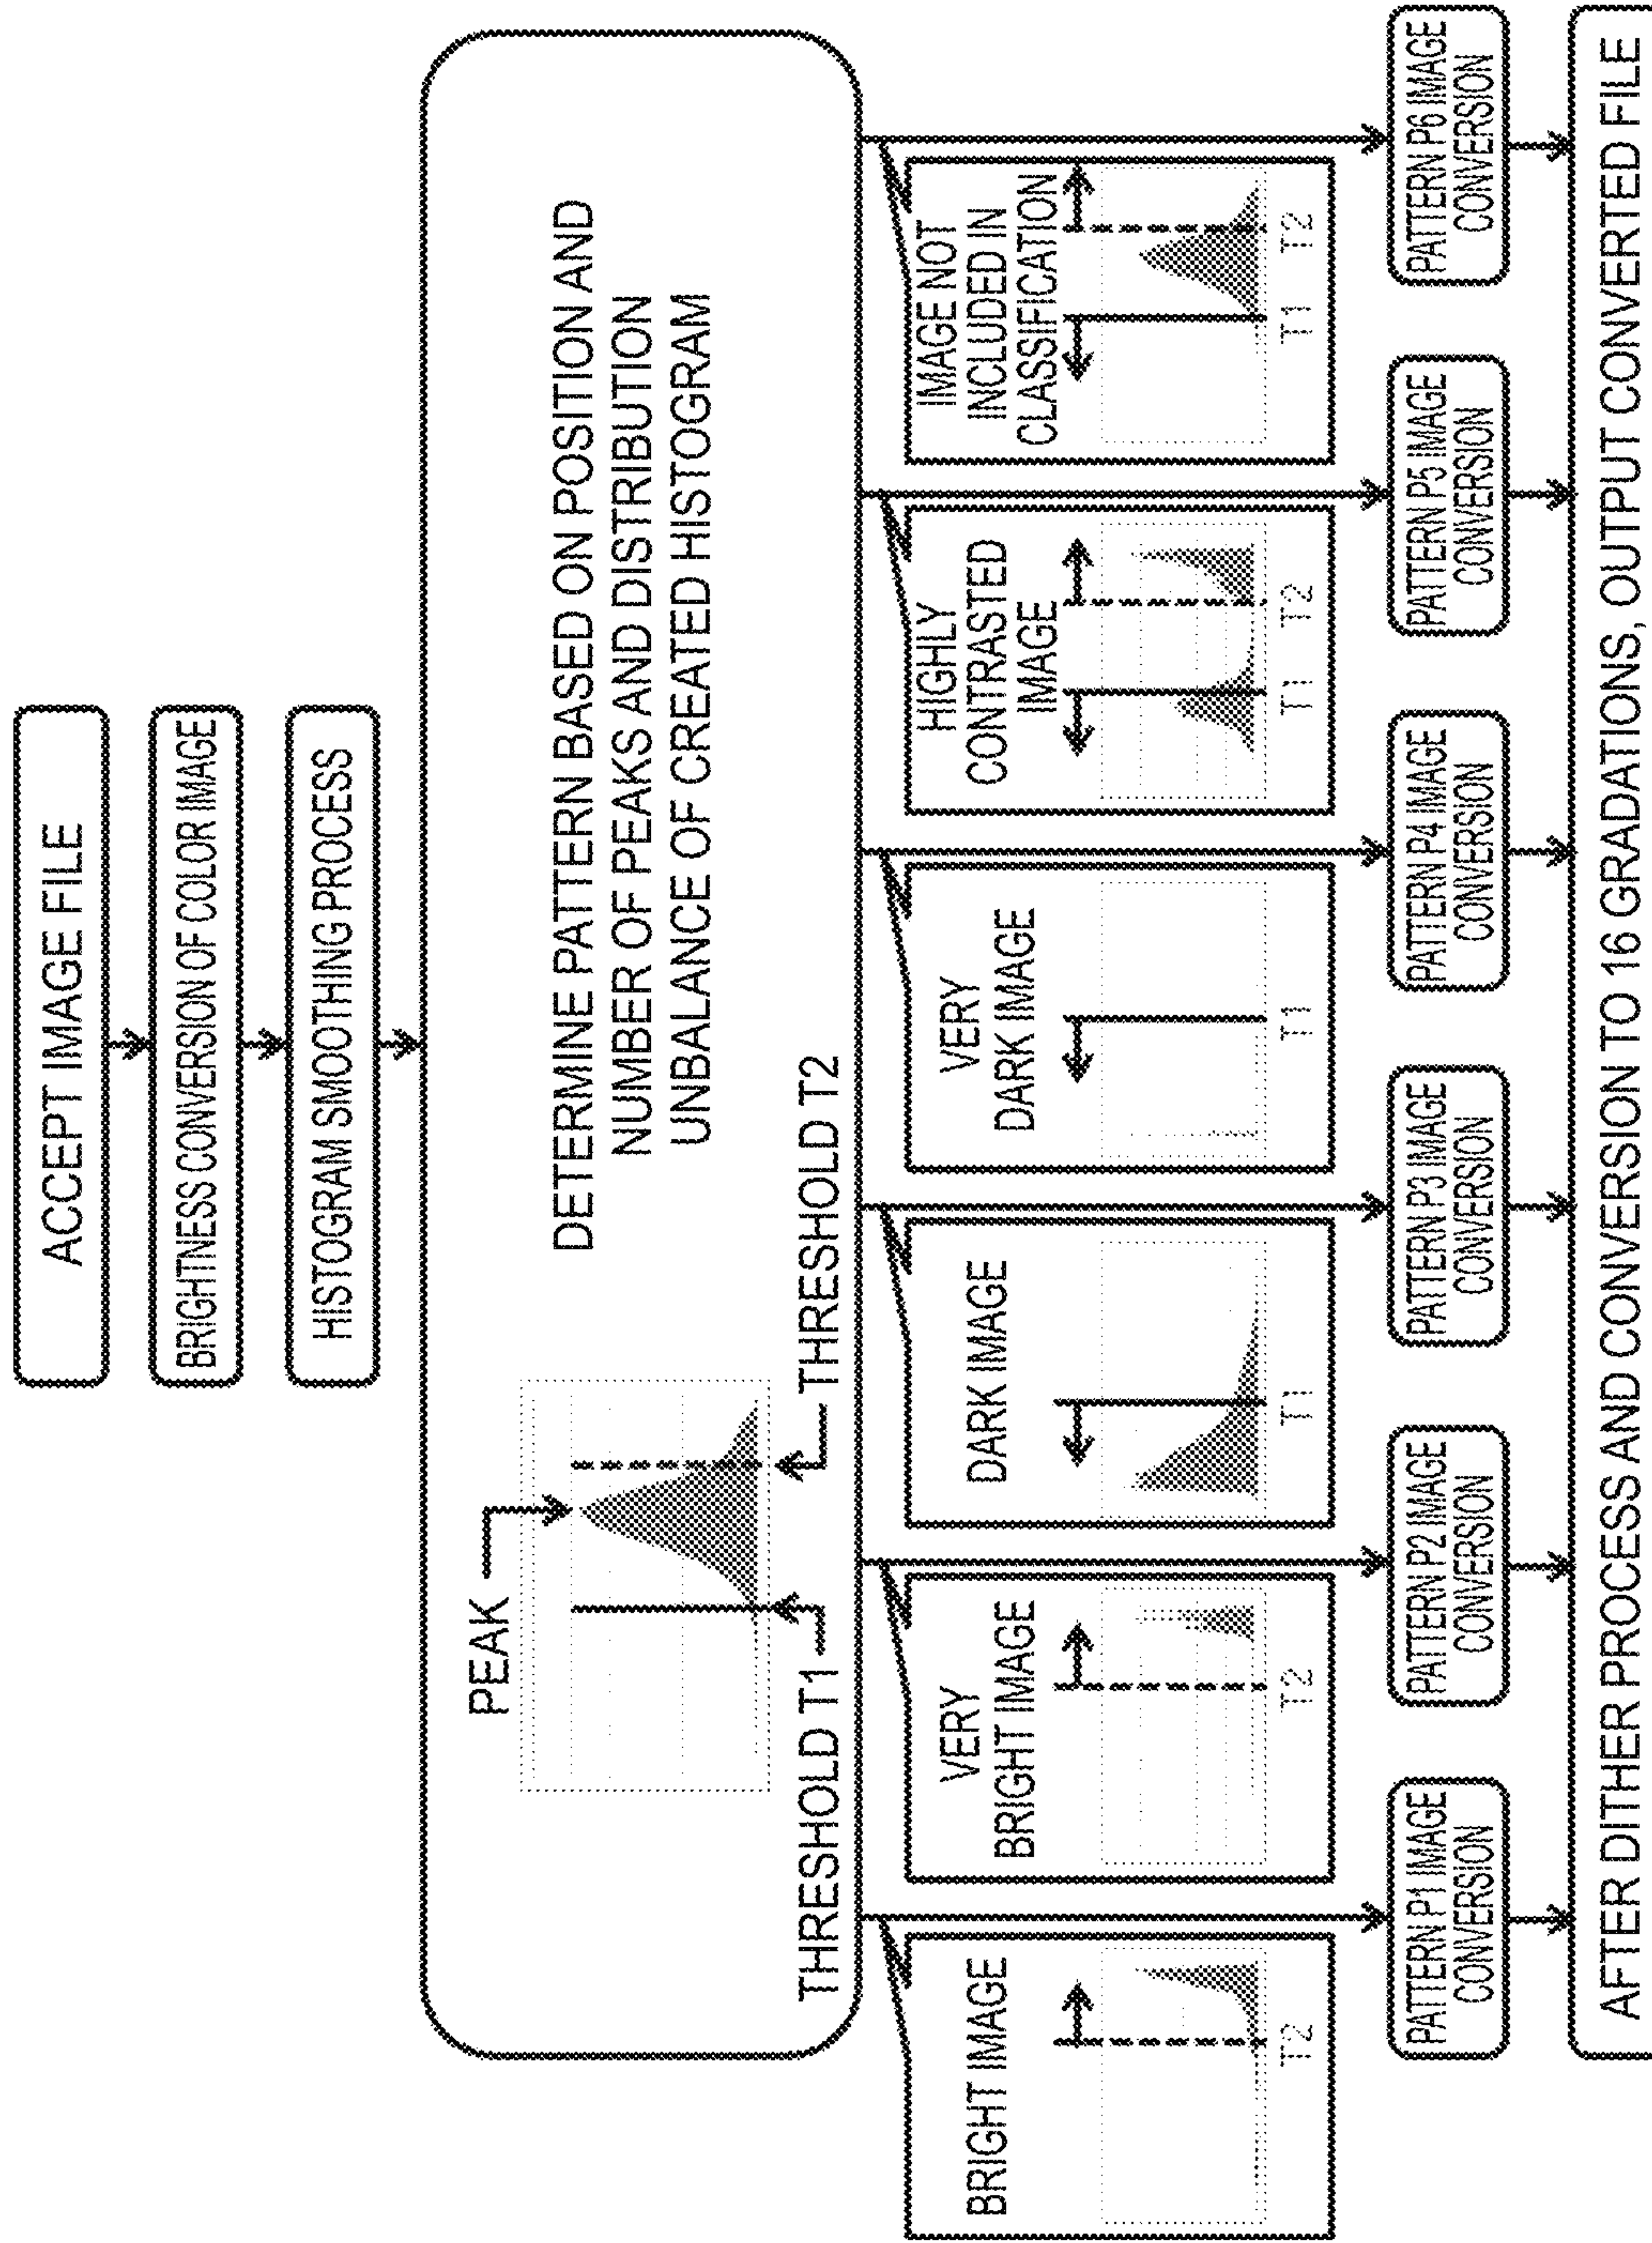 ACCEPT IMAGE FILE
BRIGHTNESS CONVERSION OF COLOR IMAGE
HISTOGRAM SMOOTHING PROCESS
DETERMINE PATTERN BASED ON POSITION AND
NUMBER OF PEAKS AND DISTRIBUTION
UNBALANCE OF CREATED HISTOGRAM
PEAK
THRESHOLD T1
THRESHOLD T2
BRIGHT IMAGE
T2
VERY
BRIGHT IMAGE
T2
DARK IMAGE
T1
VERY
DARK IMAGE
T1
HIGHLY
CONTRASTED
IMAGE
T1 T2
IMAGE NOT
INCLUDED IN
CLASSIFICATION
T1 T2
PATTERN P1 IMAGE
CONVERSION
PATTERN P2 IMAGE
CONVERSION
PATTERN P3 IMAGE
CONVERSION
PATTERN P4 IMAGE
CONVERSION
PATTERN P5 IMAGE
CONVERSION
PATTERN P6 IMAGE
CONVERSION
AFTER DITHER PROCESS AND CONVERSION TO 16 GRADATIONS, OUTPUT CONVERTED FILE